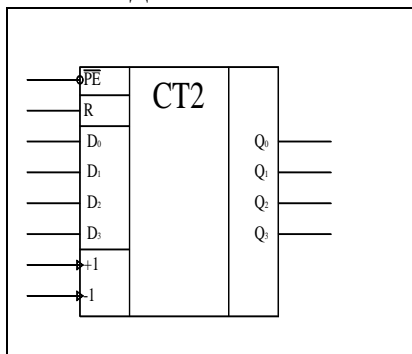 PE
CT2
R
D₀ Q₀
D₁ Q₁
D₂ Q₂
D₃ Q₃
+1
-1